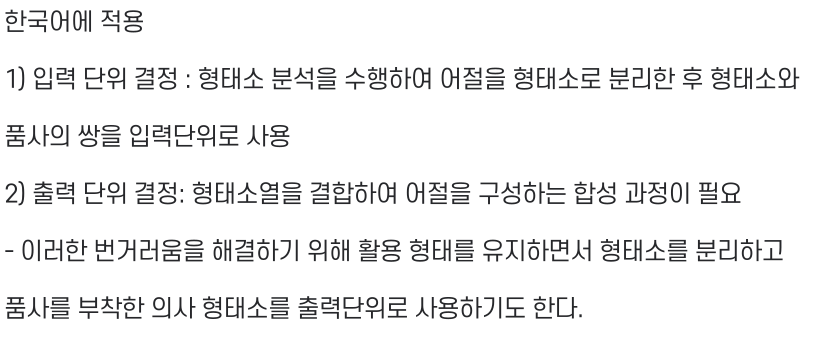 한국어에 적용
1) 입력 단위 결정 : 형태소 분석을 수행하여 어절을 형태소로 분리한 후 형태소와
품사의 쌍을 입력단위로 사용
2) 출력 단위 결정: 형태소열을 결합하여 어절을 구성하는 합성 과정이 필요
- 이러한 번거러움을 해결하기 위해 활용 형태를 유지하면서 형태소를 분리하고
품사를 부착한 의사 형태소를 출력단위로 사용하기도 한다.